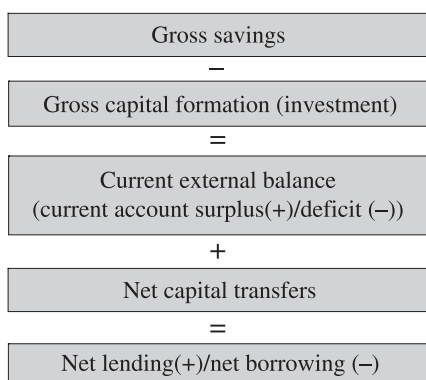 Gross savings
–
Gross capital formation (investment)
=
Current external balance
(current account surplus(+)/deficit (–))
+
Net capital transfers
=
Net lending(+)/net borrowing (–)